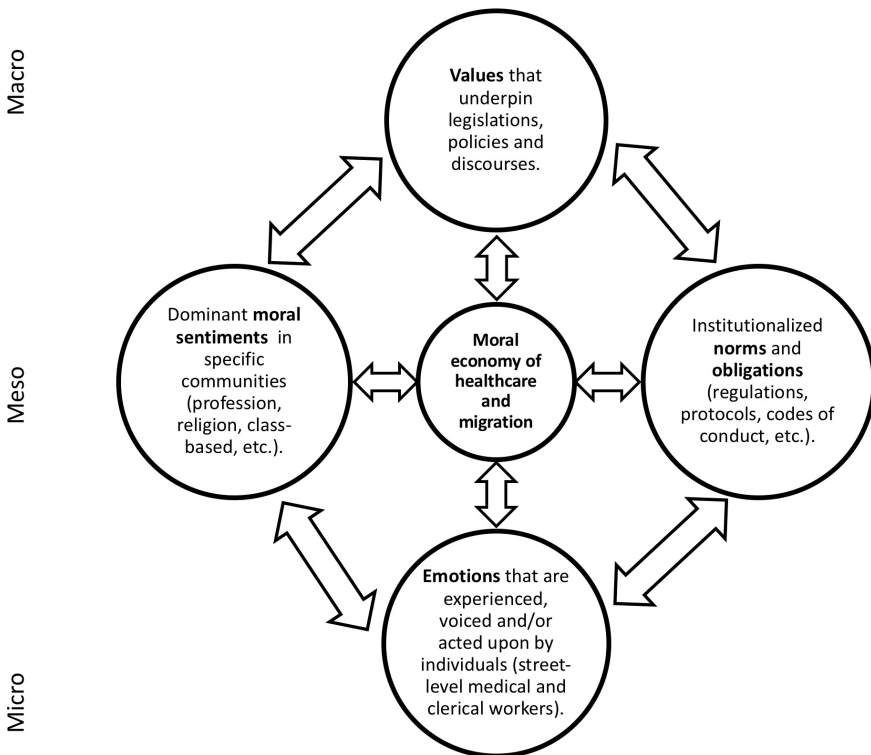 Macro
Values that
underpin
legislations,
policies and
discourses.
Meso
Dominant moral
sentiments in
specific
communities
(profession,
religion, class-
based, etc.).
Moral
economy of
healthcare
and
migration
Institutionalized
norms and
obligations
(regulations,
protocols, codes of
conduct, etc.).
Micro
Emotions that are
experienced,
voiced and/or
acted upon by
individuals (street-
level medical and
clerical workers).